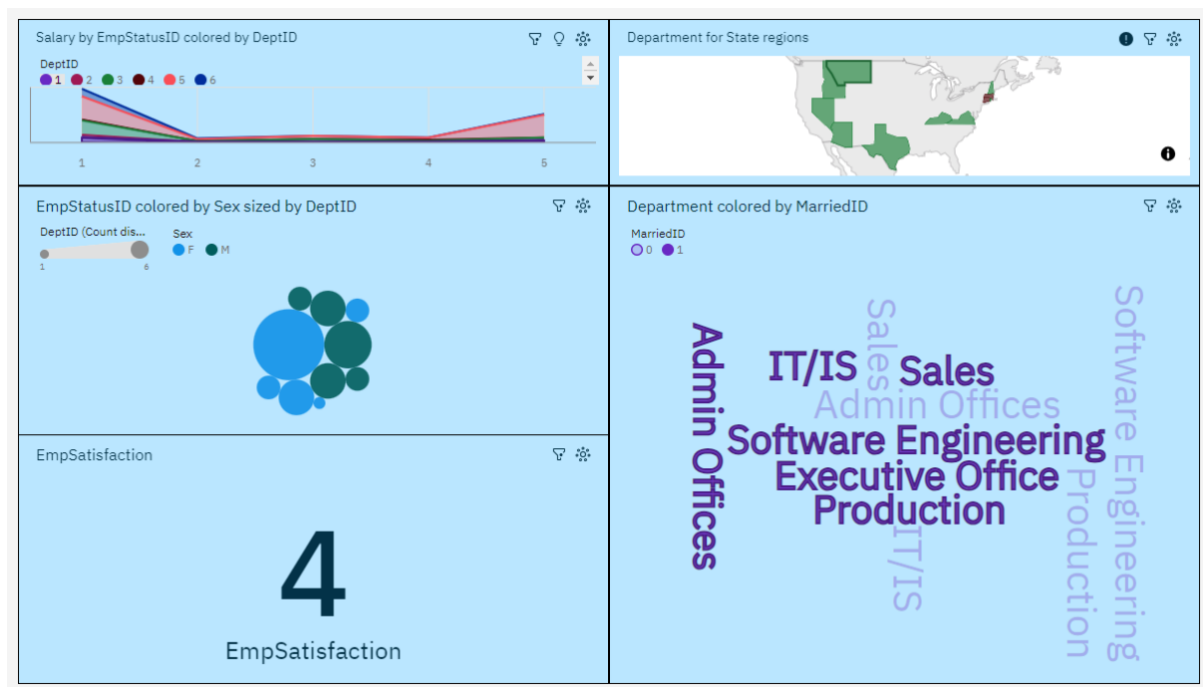 Salary by EmpStatusID colored by DeptID
DeptID
1 2 3 4 5 6
1 2 3 4 5
Department for State regions
EmpStatusID colored by Sex sized by DeptID
DeptID (Count dis...
1 6
Sex
F M
Department colored by MarriedID
MarriedID
0 1
Admin Offices
IT/IS
Sales
Sales
Admin Offices
Software Engineering
Executive Office
Production
IT/IS
Production
Software Engineering
EmpSatisfaction
4
EmpSatisfaction